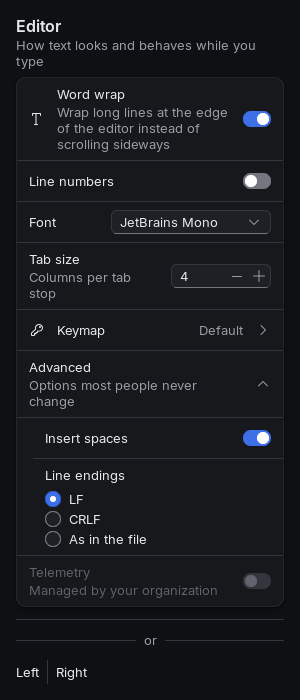 Editor
How text looks and behaves while you
type
Word wrap
Wrap long lines at the edge
of the editor instead of
scrolling sideways
Line numbers
Font
JetBrains Mono
Tab size
Columns per tab
stop
4
Keymap
Default
Advanced
Options most people never
change
Insert spaces
Line endings
LF
CRLF
As in the file
Telemetry
Managed by your organization
or
Left
Right